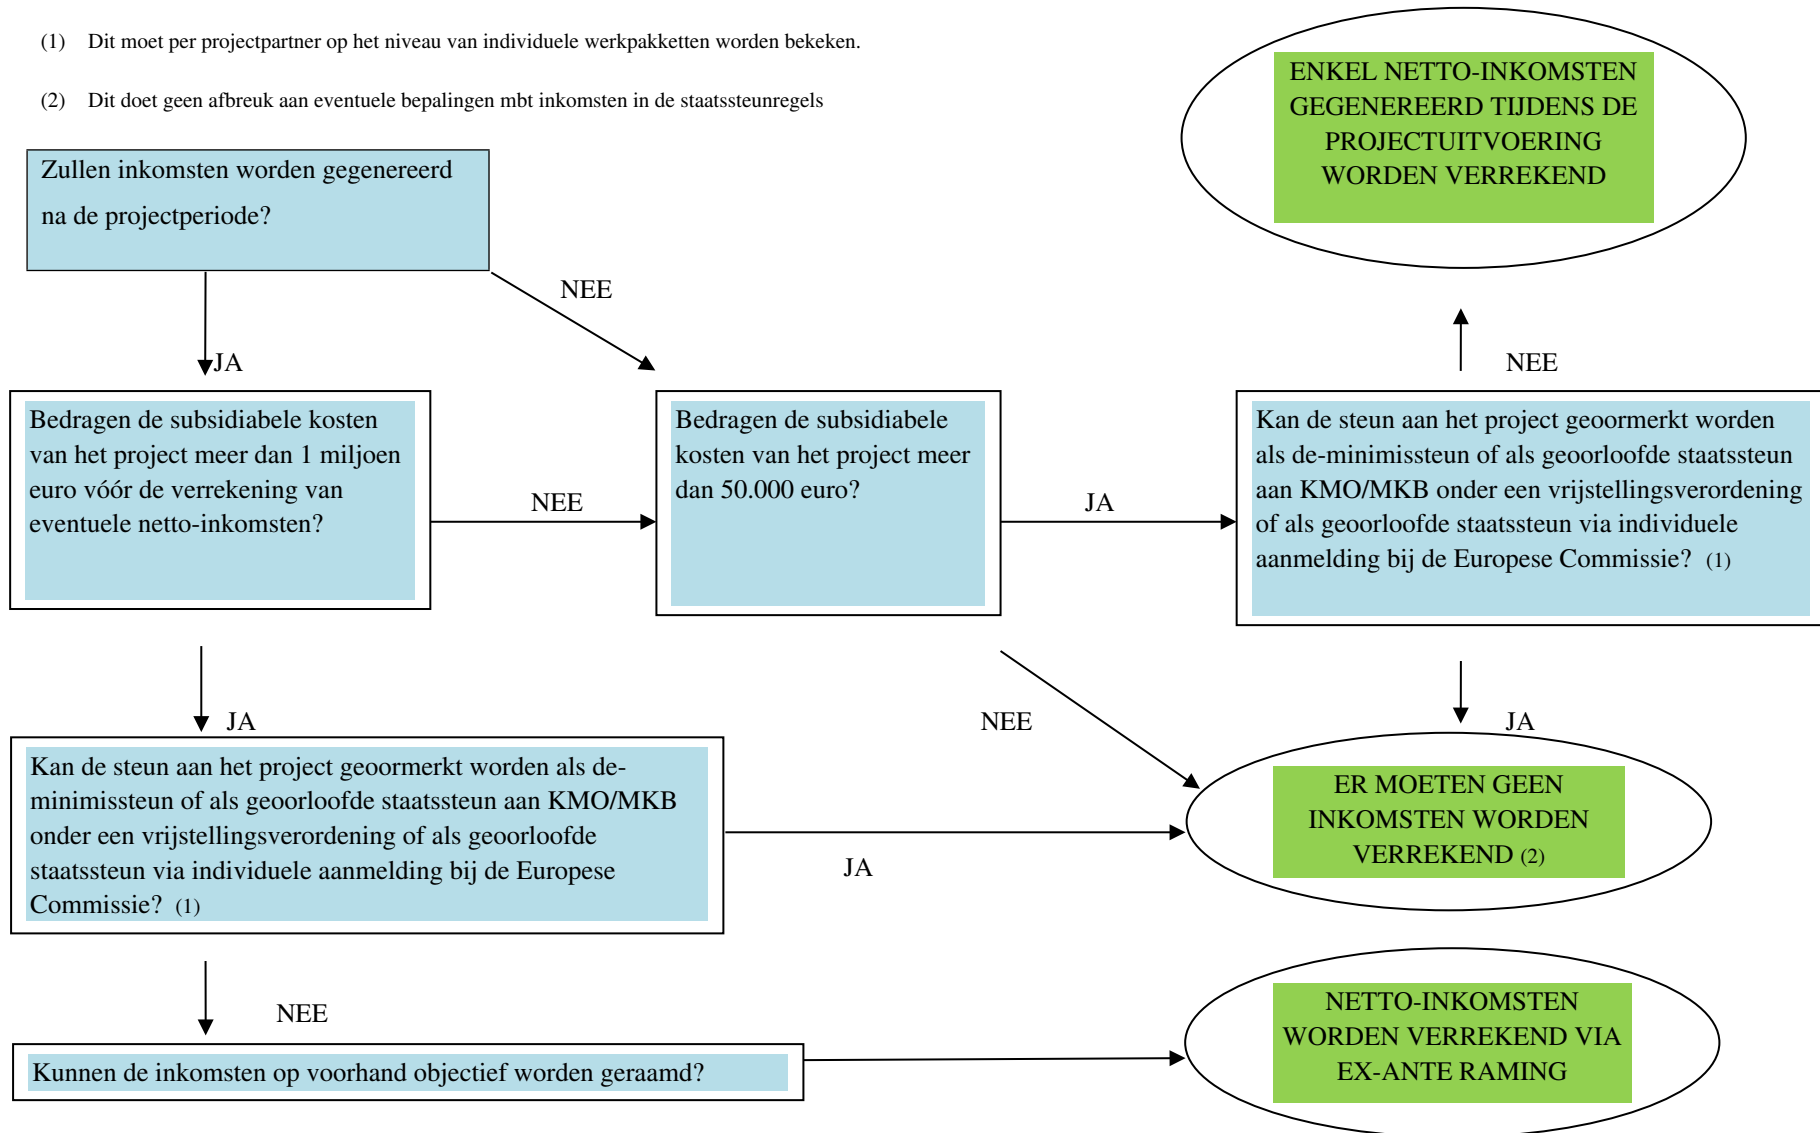 (1) Dit moet per projectpartner op het niveau van individuele werkpakketten worden bekeken.
(2) Dit doet geen afbreuk aan eventuele bepalingen mbt inkomsten in de staatssteunregels
ENKEL NETTO-INKOMSTEN
GEGENEREERD TIJDENS DE
PROJECTUITVOERING
WORDEN VERREKEND
Zullen inkomsten worden gegenereerd
na de projectperiode?
NEE
JA
NEE
Bedragen de subsidiabele kosten
van het project meer dan 1 miljoen
euro vóór de verrekening van
eventuele netto-inkomsten?
NEE
Bedragen de subsidiabele
kosten van het project meer
dan 50.000 euro?
JA
Kan de steun aan het project geoormerkt worden
als de-minimissteun of als geoorloofde staatssteun
aan KMO/MKB onder een vrijstellingsverordening
of als geoorloofde staatssteun via individuele
aanmelding bij de Europese Commissie? (1)
JA
NEE
JA
Kan de steun aan het project geoormerkt worden als de-
minimissteun of als geoorloofde staatssteun aan KMO/MKB
onder een vrijstellingsverordening of als geoorloofde
staatssteun via individuele aanmelding bij de Europese
Commissie? (1)
JA
ER MOETEN GEEN
INKOMSTEN WORDEN
VERREKEND (2)
NEE
Kunnen de inkomsten op voorhand objectief worden geraamd?
NETTO-INKOMSTEN
WORDEN VERREKEND VIA
EX-ANTE RAMING